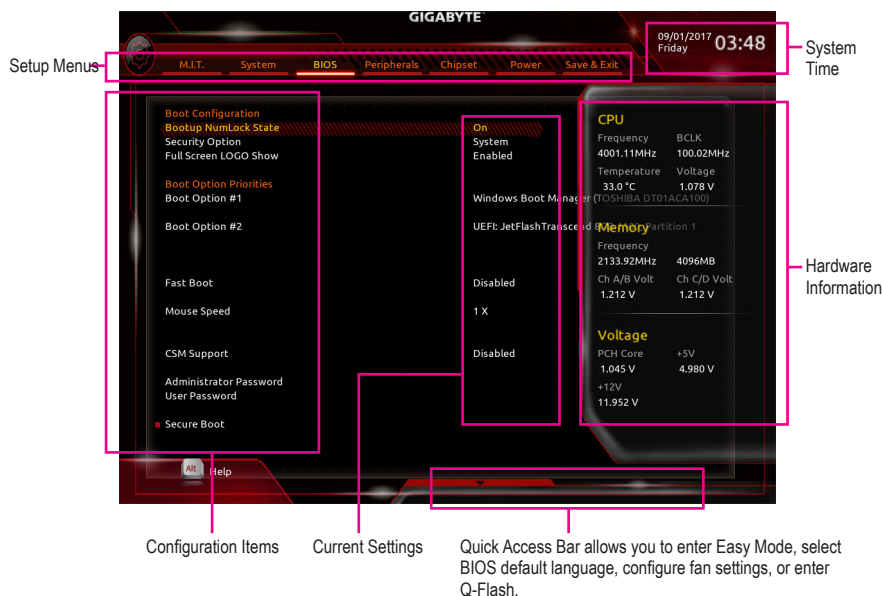 GIGABYTE
09/01/2017
Friday
03:48
System
Time
Setup Menus
M.I.T.
System
BIOS
Peripherals
Chipset
Power
Save & Exit
Boot Configuration
Bootup NumLock State
On
Security Option
System
Full Screen LOGO Show
Enabled
Boot Option Priorities
Boot Option #1
Windows Boot Manager (TOSHIBA DT01ACA100)
Boot Option #2
UEFI: JetFlashTranscend Partition 1
Fast Boot
Disabled
Mouse Speed
1 X
CSM Support
Disabled
Administrator Password
User Password
Secure Boot
CPU
Frequency BCLK
4001.11MHz 100.02MHz
Temperature Voltage
33.0 °C 1.078 V
Memory
Frequency
2133.92MHz 4096MB
Ch A/B Volt Ch C/D Volt
1.212 V 1.212 V
Voltage
PCH Core +5V
1.045 V 4.980 V
+12V
11.952 V
Hardware
Information
Alt Help
Configuration Items
Current Settings
Quick Access Bar allows you to enter Easy Mode, select
BIOS default language, configure fan settings, or enter
Q-Flash.